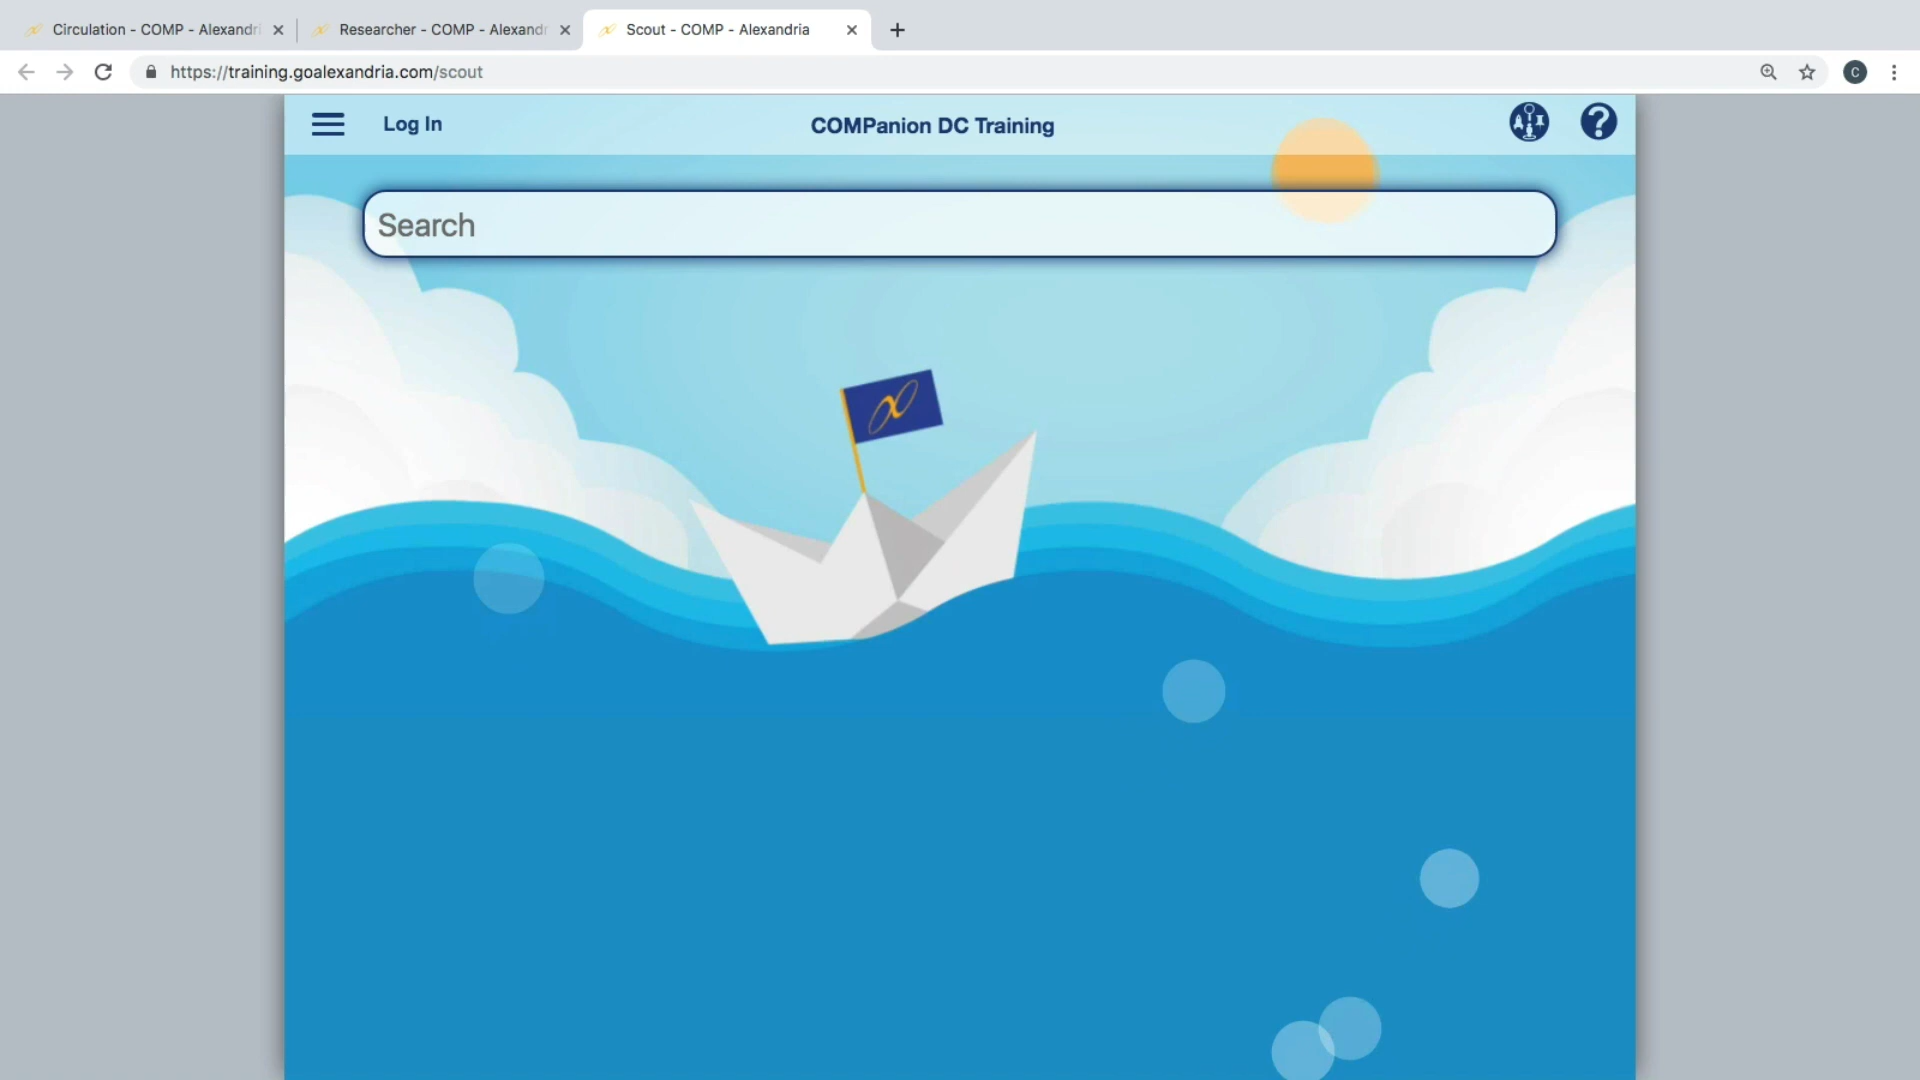 Circulation - COMP - Alexandri
Researcher - COMP - Alexandr
Scout - COMP - Alexandria
https://training.goalexandria.com/scout
C
Log In
COMPanion DC Training
?
Search